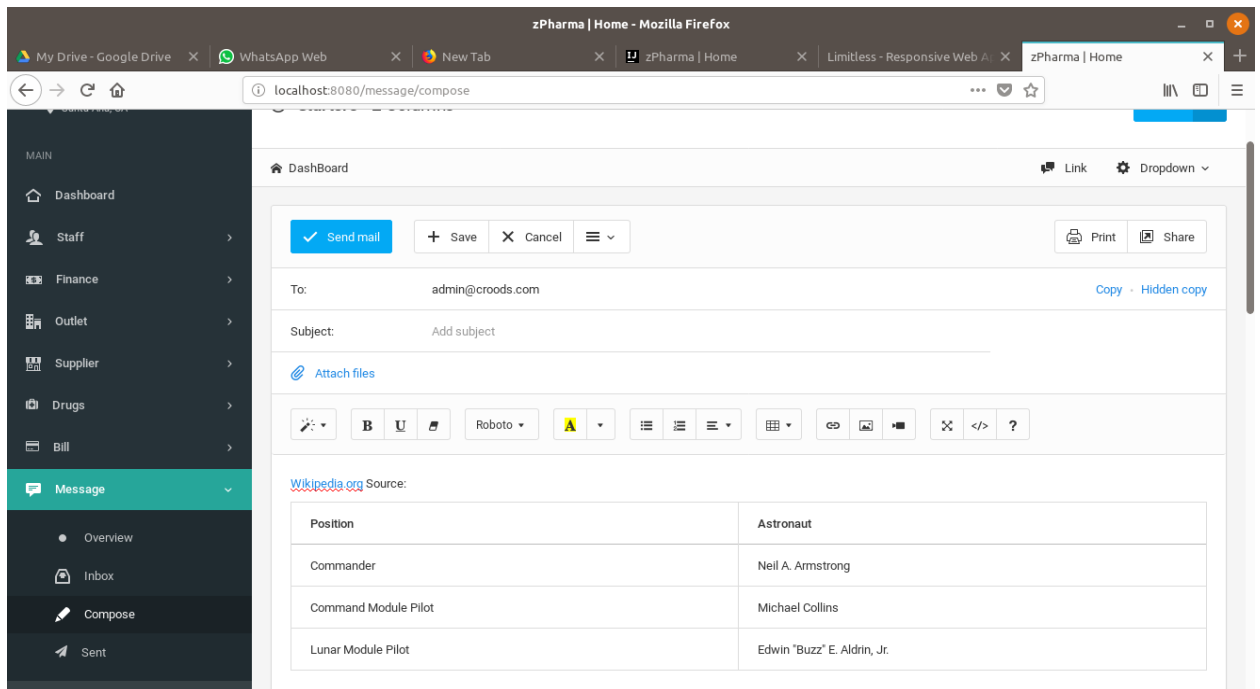 zPharma | Home - Mozilla Firefox
My Drive - Google Drive
WhatsApp Web
New Tab
zPharma | Home
Limitless - Responsive Web A
zPharma | Home
localhost:8080/message/compose
MAIN
Dashboard
Staff
Finance
Outlet
Supplier
Drugs
Bill
Message
Overview
Inbox
Compose
Sent
DashBoard
Link
Dropdown
Send mail
Save
Cancel
Print
Share
To: admin@croods.com
Copy - Hidden copy
Subject: Add subject
Attach files
B U Roboto A </> ?
Wikipedia.org Source:
Position Astronaut
Commander Neil A. Armstrong
Command Module Pilot Michael Collins
Lunar Module Pilot Edwin "Buzz" E. Aldrin, Jr.